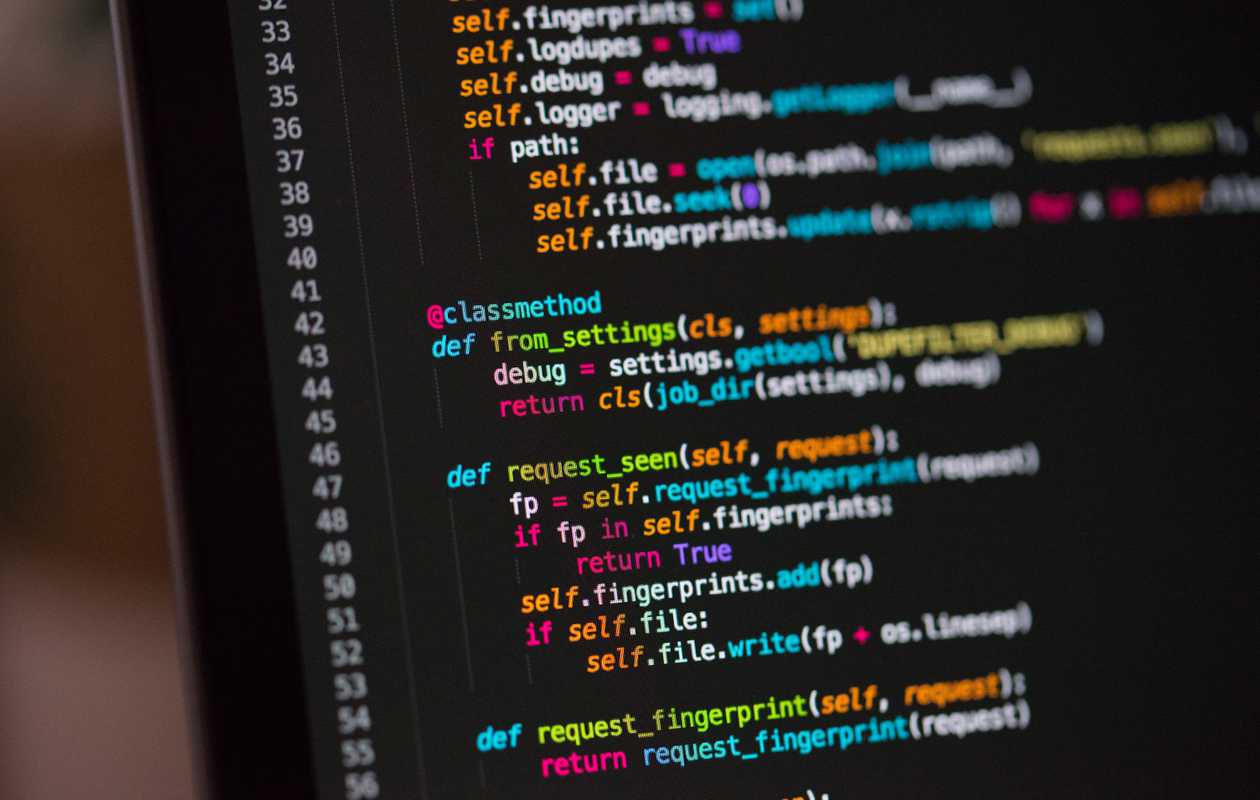 32
33 self.fingerprints = set()
34 self.logdupes = True
35 self.debug = debug
36 self.logger = logging.getLogger(__name__)
37 if path:
38 self.file = open(os.path.join(path, 'requests.seen'),
39 self.file.seek(0)
40 self.fingerprints.update(x.rstrip() for x in self.file
41
42 @classmethod
43 def from_settings(cls, settings):
44 debug = settings.getbool('DUPEFILTER_DEBUG')
45 return cls(job_dir(settings), debug)
46
47 def request_seen(self, request):
48 fp = self.request_fingerprint(request)
49 if fp in self.fingerprints:
50 return True
51 self.fingerprints.add(fp)
52 if self.file:
53 self.file.write(fp + os.linesep)
54
55 def request_fingerprint(self, request):
56 return request_fingerprint(request)